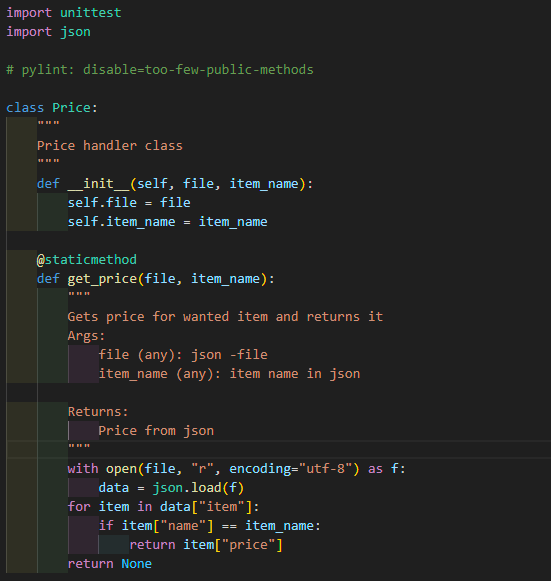 import unittest
import json

# pylint: disable=too-few-public-methods

class Price:
    """
    Price handler class
    """
    def __init__(self, file, item_name):
        self.file = file
        self.item_name = item_name

    @staticmethod
    def get_price(file, item_name):
        """
        Gets price for wanted item and returns it
        Args:
            file (any): json -file
            item_name (any): item name in json

        Returns:
            Price from json
        """
        with open(file, "r", encoding="utf-8") as f:
            data = json.load(f)
        for item in data["item"]:
            if item["name"] == item_name:
                return item["price"]
        return None